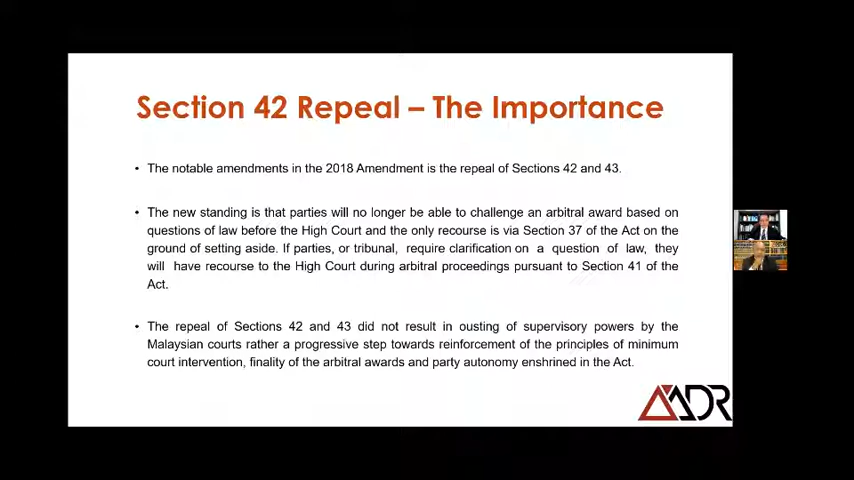 Section 42 Repeal – The Importance
• The notable amendments in the 2018 Amendment is the repeal of Sections 42 and 43.
• The new standing is that parties will no longer be able to challenge an arbitral award based on
questions of law before the High Court and the only recourse is via Section 37 of the Act on the
ground of setting aside. If parties, or tribunal, require clarification on a question of law, they
will have recourse to the High Court during arbitral proceedings pursuant to Section 41 of the
Act.
• The repeal of Sections 42 and 43 did not result in ousting of supervisory powers by the
Malaysian courts rather a progressive step towards reinforcement of the principles of minimum
court intervention, finality of the arbitral awards and party autonomy enshrined in the Act.
AADR